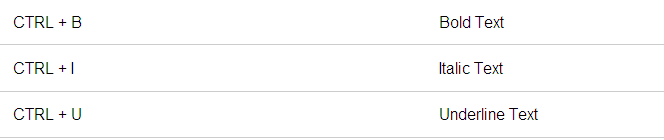 CTRL + B Bold Text
CTRL + I Italic Text
CTRL + U Underline Text